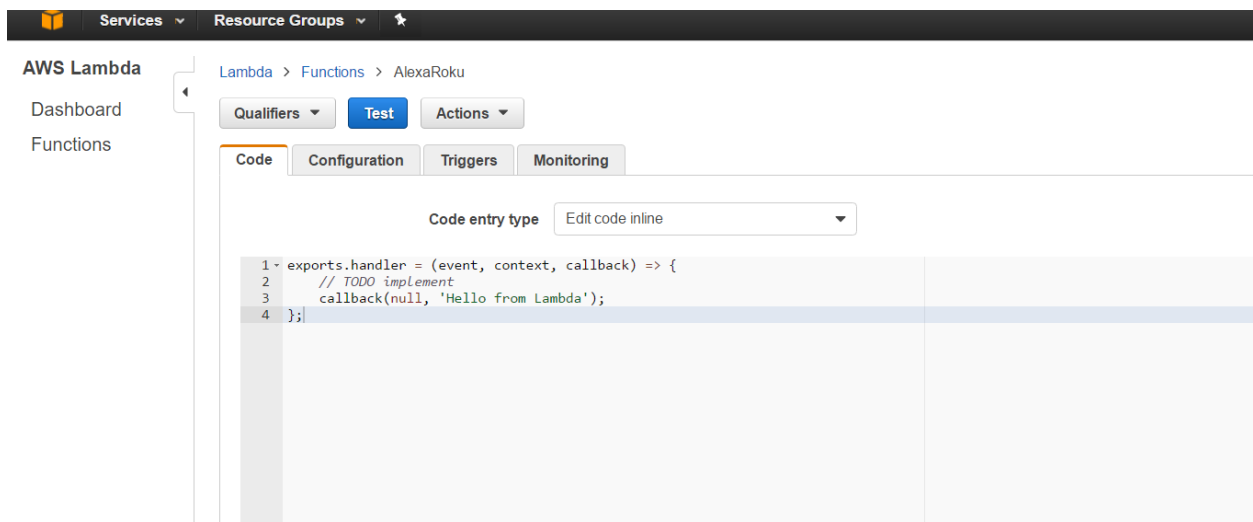 Services Resource Groups
AWS Lambda
Dashboard
Functions
Lambda > Functions > AlexaRoku
Qualifiers Test Actions
Code Configuration Triggers Monitoring
Code entry type Edit code inline
1 exports.handler = (event, context, callback) => {
2 // TODO implement
3 callback(null, 'Hello from Lambda');
4 };